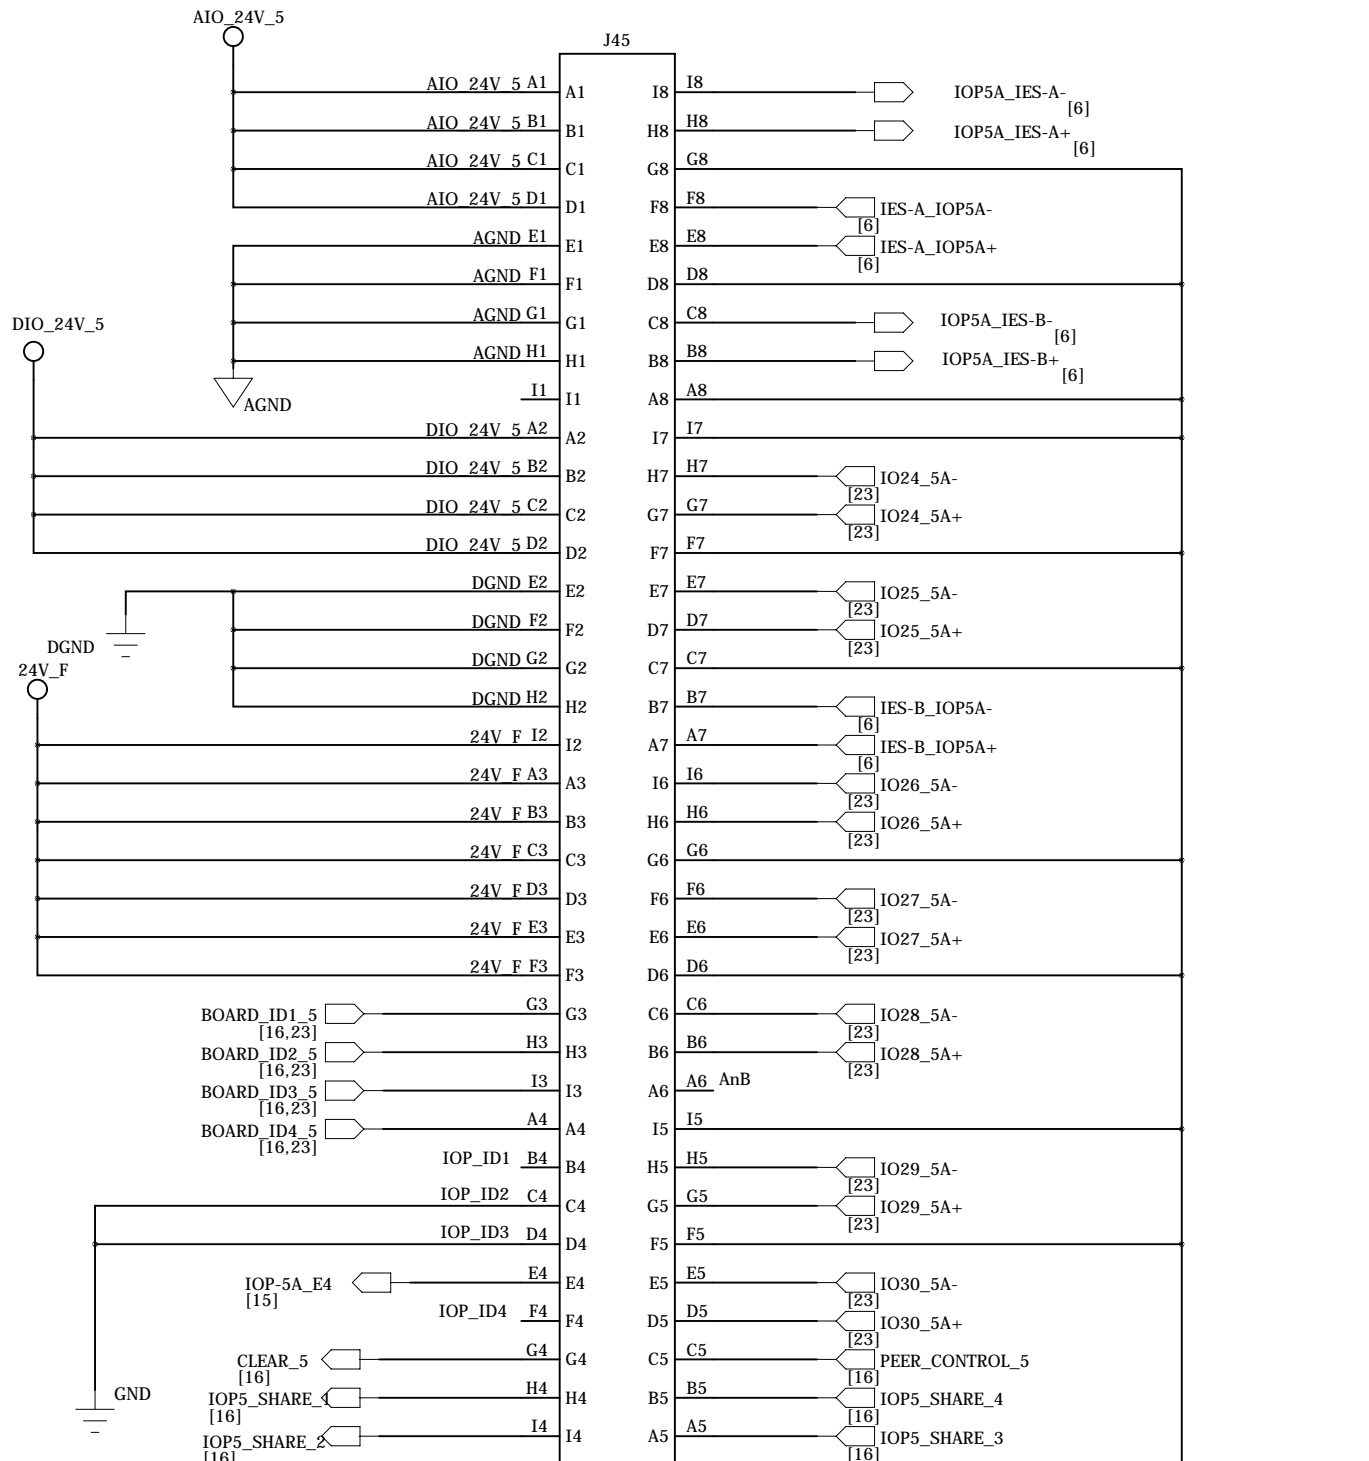 AIO_24V_5
J45
AIO_24V_5 A1 A1 I8 I8 IOP5A_IES-A-
[6]
AIO_24V_5 B1 B1 H8 H8 IOP5A_IES-A+
[6]
AIO_24V_5 C1 C1 G8 G8
AIO_24V_5 D1 D1 F8 F8 IES-A_IOP5A-
[6]
AGND E1 E1 E8 E8 IES-A_IOP5A+
[6]
AGND F1 F1 D8 D8
DIO_24V_5
AGND G1 G1 C8 C8 IOP5A_IES-B-
[6]
AGND H1 H1 B8 B8 IOP5A_IES-B+
[6]
AGND
I1 I1 A8 A8
DIO_24V_5 A2 A2 I7 I7
DIO_24V_5 B2 B2 H7 H7 IO24_5A-
[23]
DIO_24V_5 C2 C2 G7 G7 IO24_5A+
[23]
DIO_24V_5 D2 D2 F7 F7
DGND E2 E2 E7 E7 IO25_5A-
[23]
DGND F2 F2 D7 D7 IO25_5A+
[23]
DGND
24V_F
DGND G2 G2 C7 C7
DGND H2 H2 B7 B7 IES-B_IOP5A-
[6]
24V_F I2 I2 A7 A7 IES-B_IOP5A+
[6]
24V_F A3 A3 I6 I6 IO26_5A-
[23]
24V_F B3 B3 H6 H6 IO26_5A+
[23]
24V_F C3 C3 G6 G6
24V_F D3 D3 F6 F6 IO27_5A-
[23]
24V_F E3 E3 E6 E6 IO27_5A+
[23]
24V_F F3 F3 D6 D6
BOARD_ID1_5 G3 G3 C6 C6 IO28_5A-
[16,23] [23]
BOARD_ID2_5 H3 H3 B6 B6 IO28_5A+
[16,23] [23]
BOARD_ID3_5 I3 I3 A6 A6 AnB
[16,23]
BOARD_ID4_5 A4 A4 I5 I5
[16,23]
IOP_ID1 B4 B4 H5 H5 IO29_5A-
[23]
IOP_ID2 C4 C4 G5 G5 IO29_5A+
[23]
IOP_ID3 D4 D4 F5 F5
IOP-5A_E4 E4 E4 E5 E5 IO30_5A-
[15] [23]
IOP_ID4 F4 F4 D5 D5 IO30_5A+
[23]
CLEAR_5 G4 G4 C5 C5 PEER_CONTROL_5
[16] [16]
GND
IOP5_SHARE_1 H4 H4 B5 B5 IOP5_SHARE_4
[16] [16]
IOP5_SHARE_2 I4 I4 A5 A5 IOP5_SHARE_3
[16] [16]